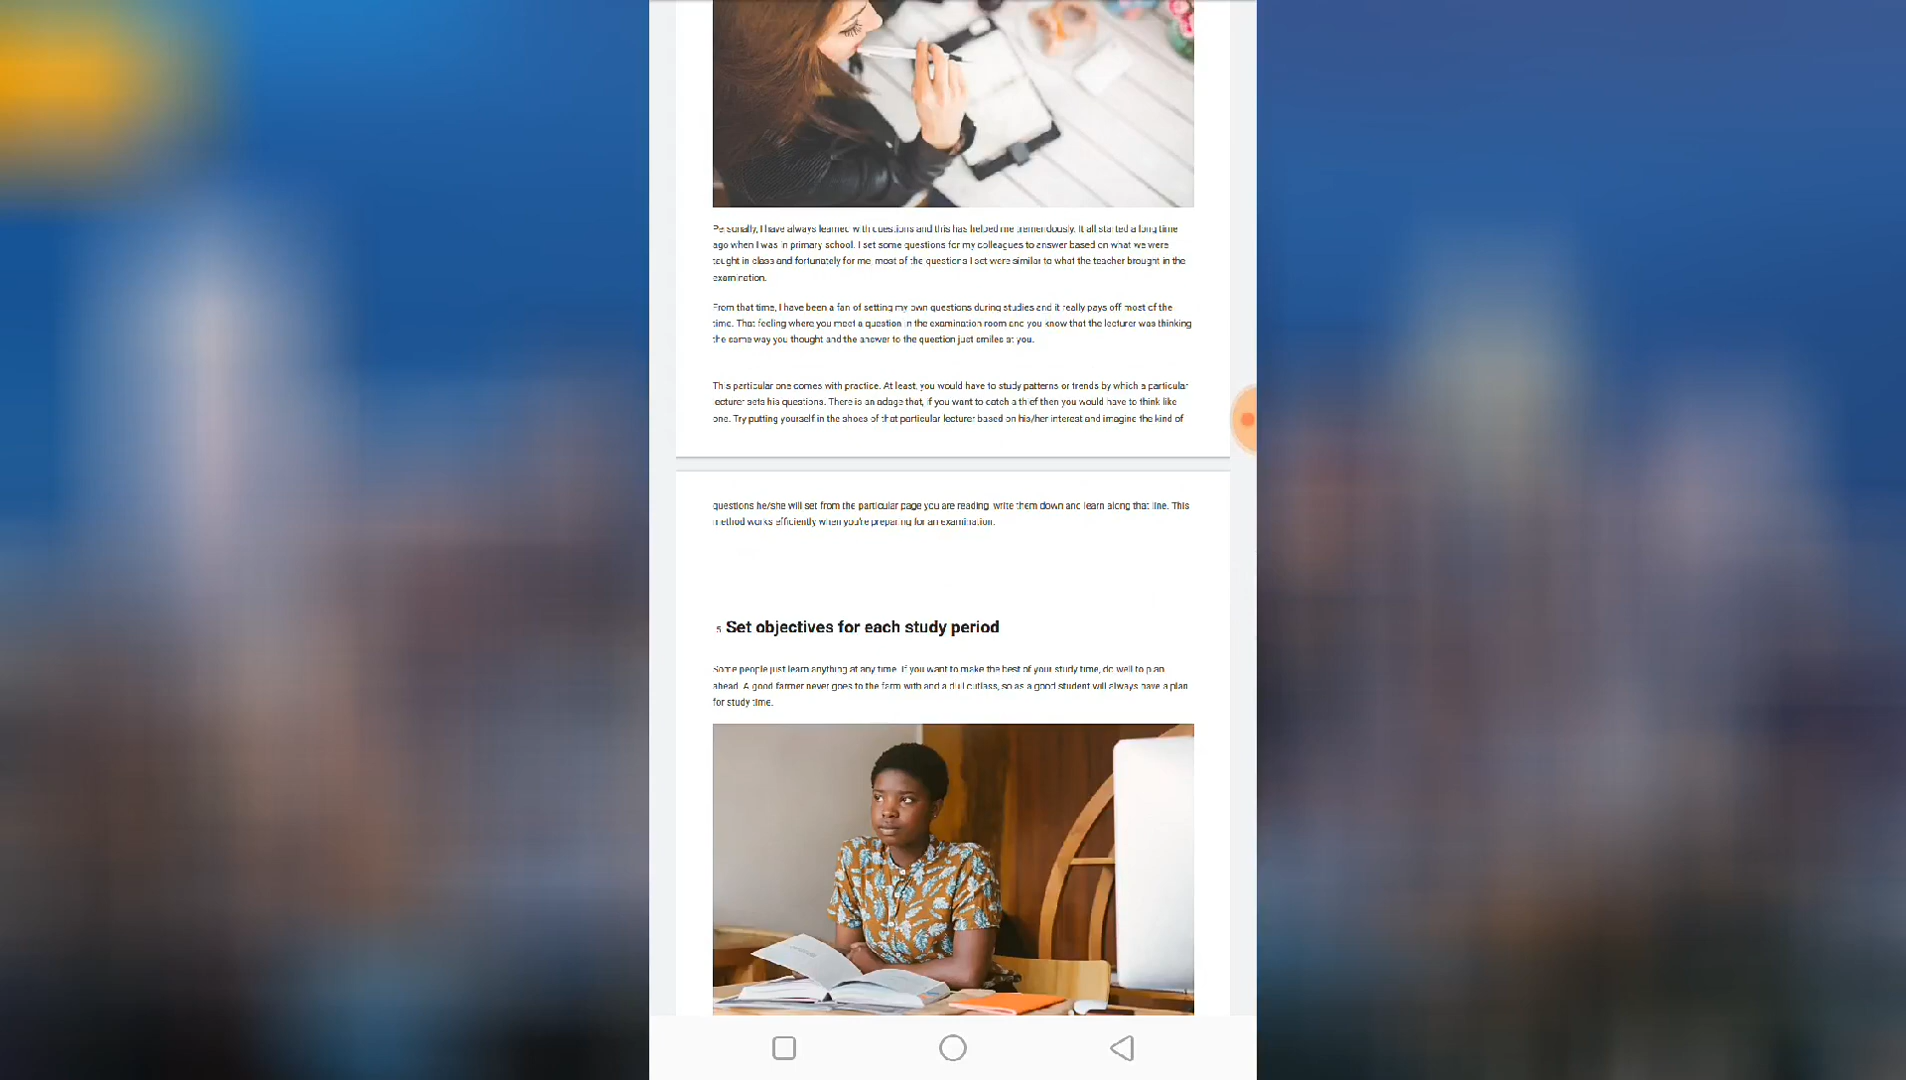 Personally, I have always learned with questions and this has helped me tremendously. It all started a long time
ago when I was in primary school. I set some questions for my colleagues to answer based on what we were
taught in class and fortunately for me, most of the questions I set were similar to what the teacher brought in the
examination.
From that time, I have been a fan of setting my own questions during studies and it really pays off most of the
time. That feeling where you meet a question in the examination room and you know that the lecturer was thinking
the same way you thought and the answer to the question just smiles at you.
This particular one comes with practice. At least, you would have to study patterns or trends by which a particular
lecturer sets his questions. There is an adage that, if you want to catch a thief then you would have to think like
one. Try putting yourself in the shoes of that particular lecturer based on his/her interest and imagine the kind of
questions he/she will set from the particular page you are reading, write them down and learn along that line. This
method works efficiently when you're preparing for an examination.
5. Set objectives for each study period
Some people just learn anything at any time. If you want to make the best of your study time, do well to plan
ahead. A good farmer never goes to the farm with and a dull cutlass, so as a good student will always have a plan
for study time.